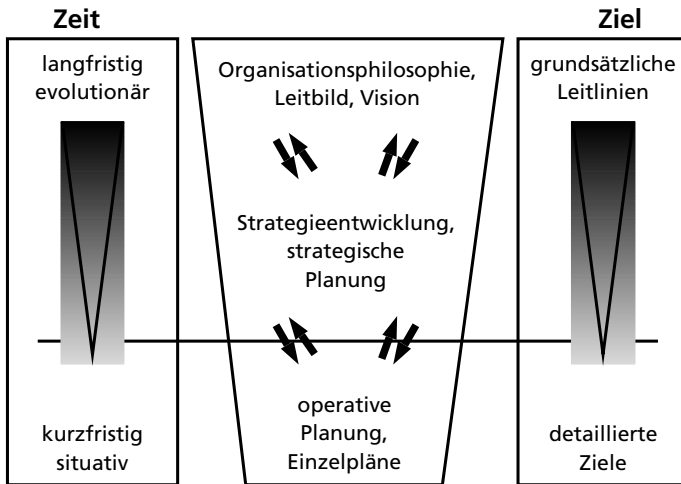 Zeit
langfristig
evolutionär
kurzfristig
situativ
Organisationsphilosophie,
Leitbild, Vision
Strategieentwicklung,
strategische
Planung
operative
Planung,
Einzelpläne
Ziel
grundsätzliche
Leitlinien
detaillierte
Ziele